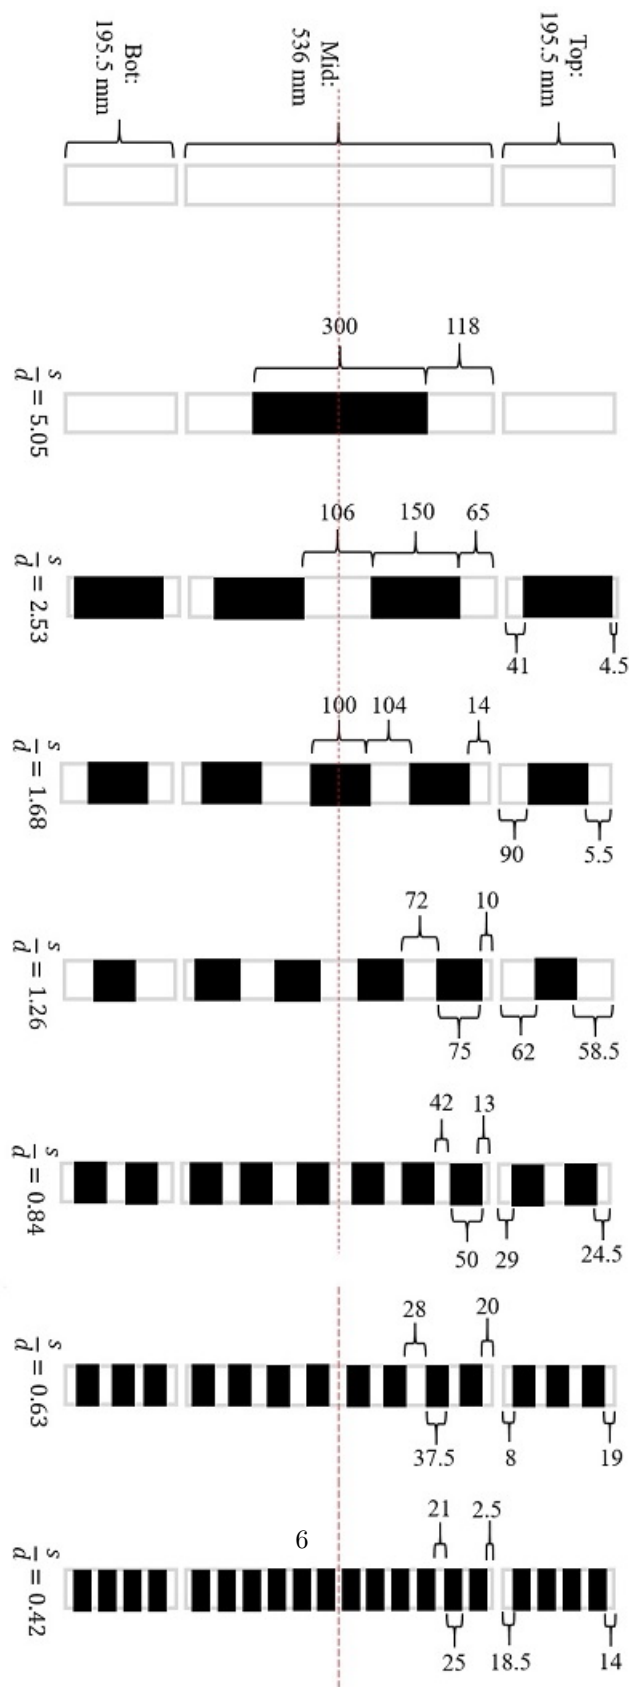 Top:
195.5 mm
Mid:
536 mm
Bot:
195.5 mm
300
118
s/d = 5.05
106
150
65
41
4.5
s/d = 2.53
100
104
14
90
5.5
s/d = 1.68
72
10
75
62
58.5
s/d = 1.26
42
13
50
29
24.5
s/d = 0.84
28
20
37.5
8
19
s/d = 0.63
21
2.5
6
25
18.5
14
s/d = 0.42